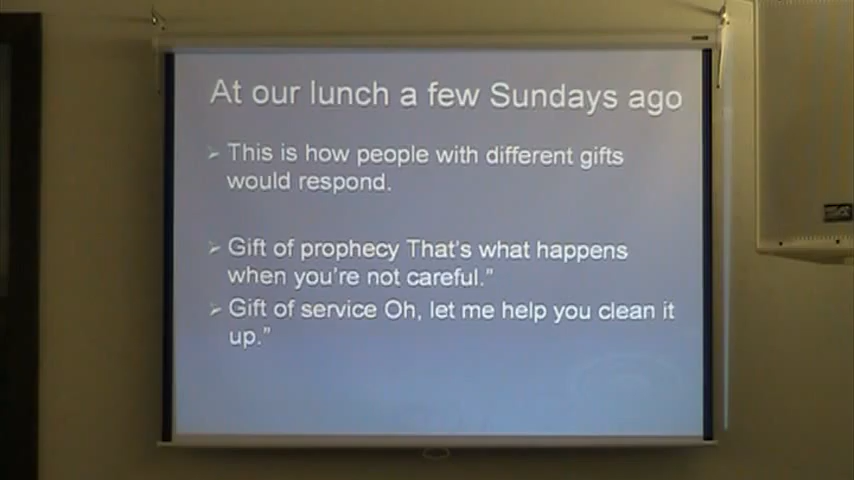 At our lunch a few Sundays ago
This is how people with different gifts
would respond.
Gift of prophecy That's what happens
when you're not careful.”
Gift of service Oh, let me help you clean it
up.”